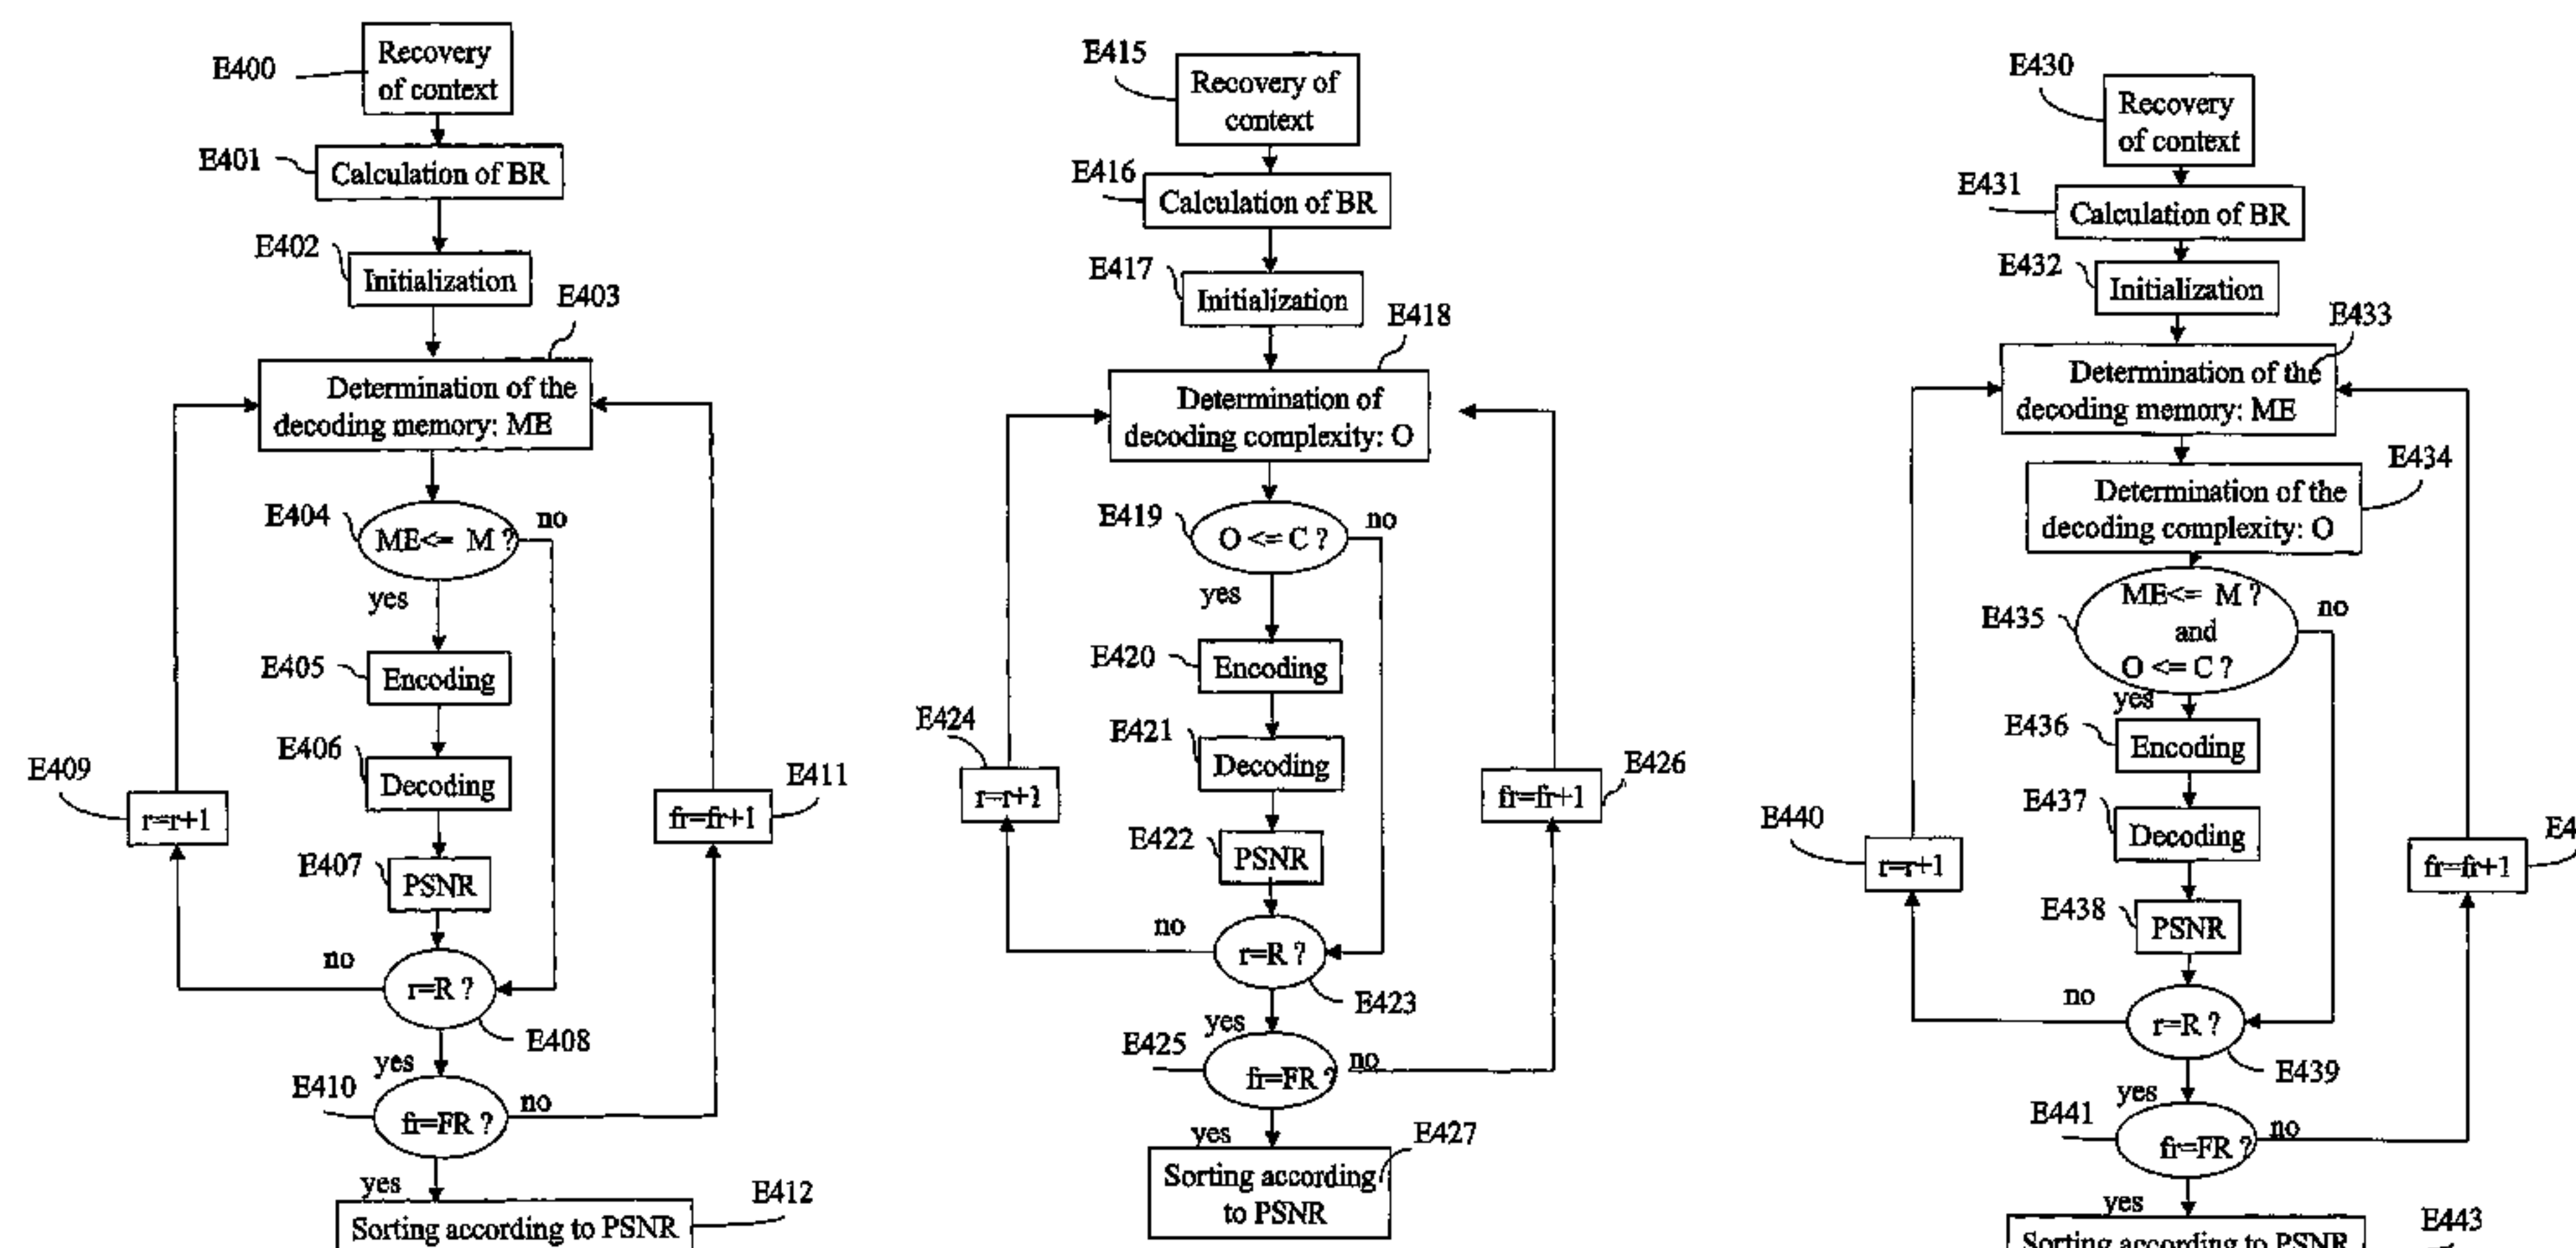 E400
Recovery
of context
E401
Calculation of BR
E402
Initialization
E403
Determination of the
decoding memory: ME
E404
ME<= M ?
no
yes
E405
Encoding
E406
Decoding
E409
r=r+1
E411
fr=fr+1
E407
PSNR
no
r=R ?
E408
yes
E410
fr=FR ?
no
yes
E412
Sorting according to PSNR
E415
Recovery of
context
E416
Calculation of BR
E417
Initialization
E418
Determination of
decoding complexity: O
E419
O <= C ?
no
yes
E420
Encoding
E421
Decoding
E424
r=r+1
E426
fr=fr+1
E422
PSNR
no
r=R ?
E423
yes
E425
fr=FR ?
no
yes
E427
Sorting according
to PSNR
E430
Recovery
of context
E431
Calculation of BR
E432
Initialization
E433
Determination of the
decoding memory: ME
E434
Determination of the
decoding complexity: O
E435
ME<= M ?
and
O <= C ?
no
yes
E436
Encoding
E437
Decoding
E440
r=r+1
E4
fr=fr+1
E438
PSNR
no
r=R ?
E439
yes
E441
fr=FR ?
no
yes
E443
Sorting according to PSNR